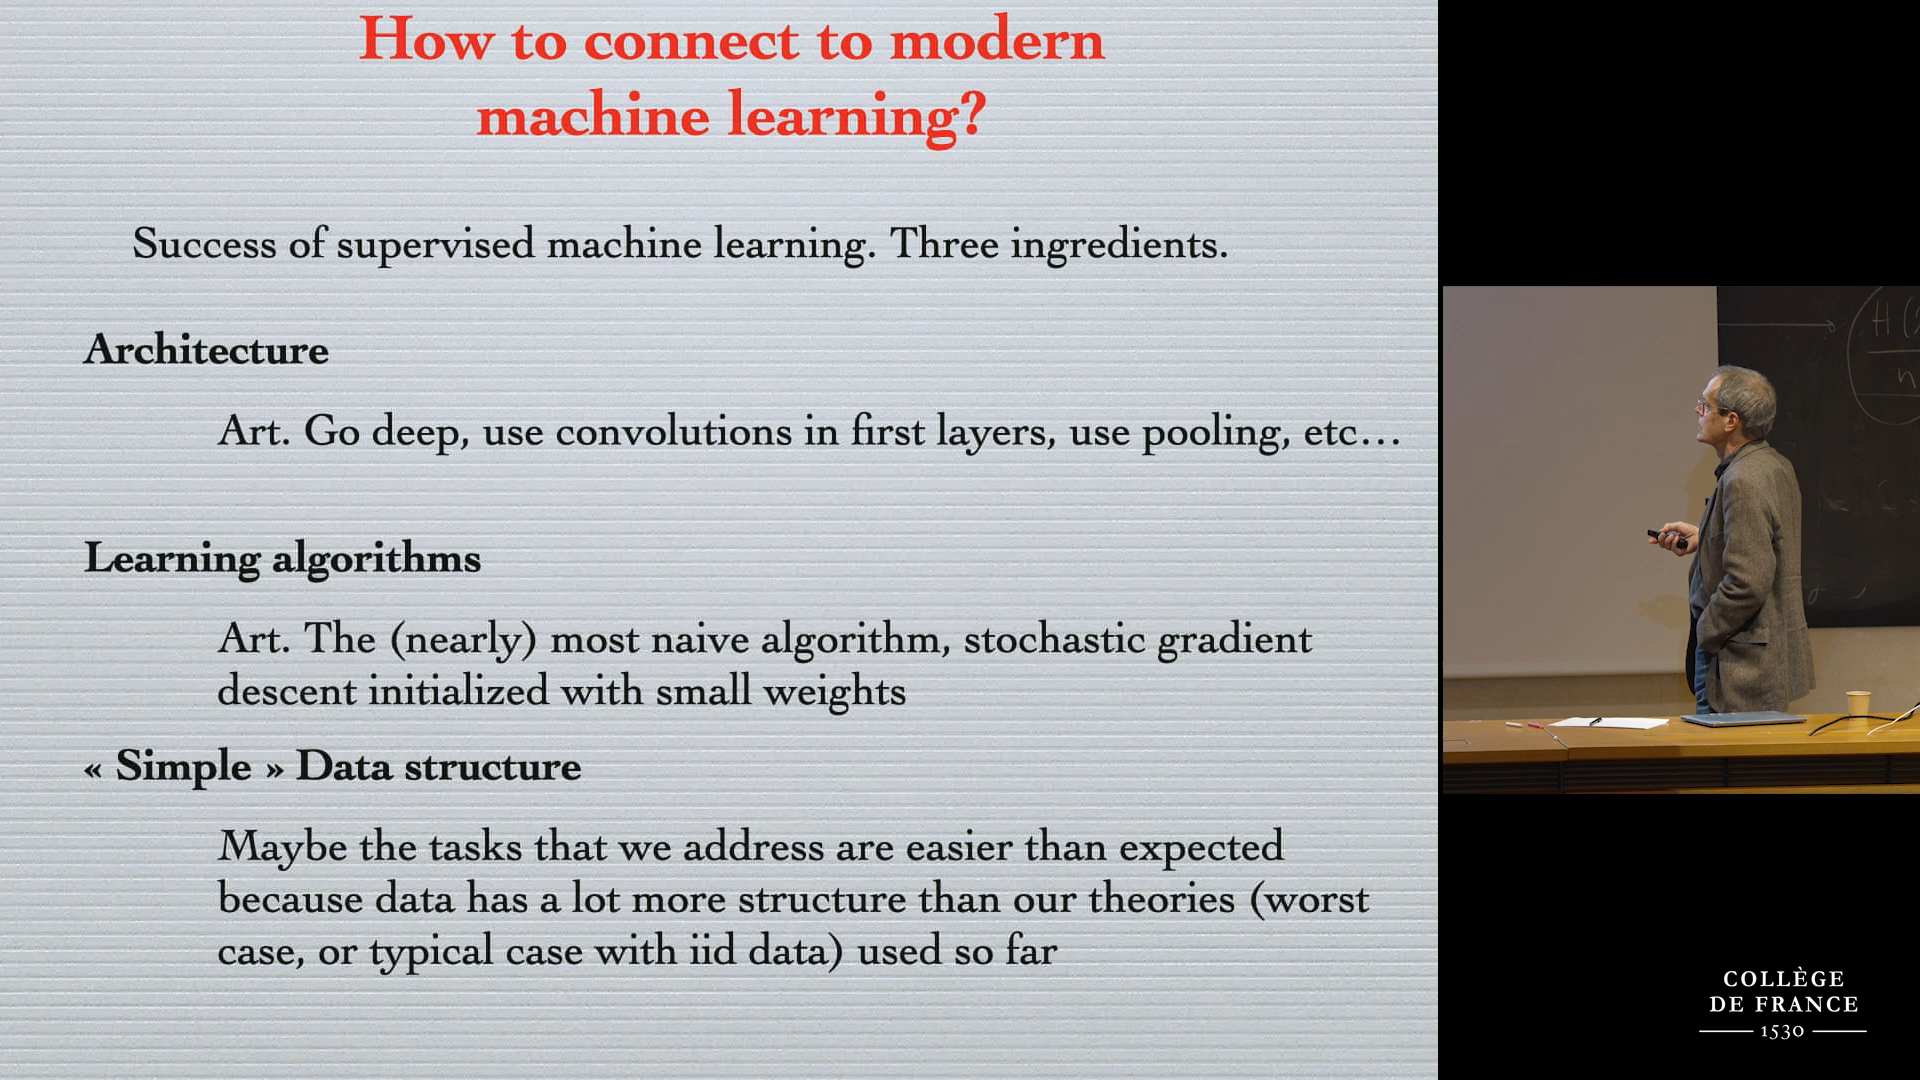 How to connect to modern
machine learning?
Success of supervised machine learning. Three ingredients.
Architecture
Art. Go deep, use convolutions in first layers, use pooling, etc…
Learning algorithms
Art. The (nearly) most naive algorithm, stochastic gradient
descent initialized with small weights
« Simple » Data structure
Maybe the tasks that we address are easier than expected
because data has a lot more structure than our theories (worst
case, or typical case with iid data) used so far
H (
n
COLLÈGE
DE FRANCE
1530